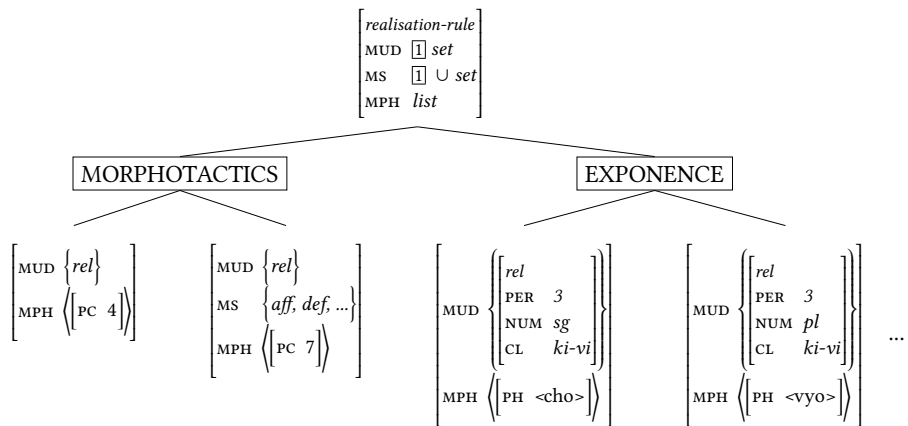 realisation-rule
MUD 1 set
MS 1 ∪ set
MPH list
MORPHOTACTICS EXPONENCE
MUD {rel}
MPH ⟨[PC 4]⟩
MUD {rel}
MS {aff, def, ...}
MPH ⟨[PC 7]⟩
rel
PER 3
MUD
NUM sg
CL ki-vi
MPH ⟨[PH <cho>]⟩
rel
PER 3
MUD
NUM pl
CL ki-vi
MPH ⟨[PH <vyo>]⟩
...